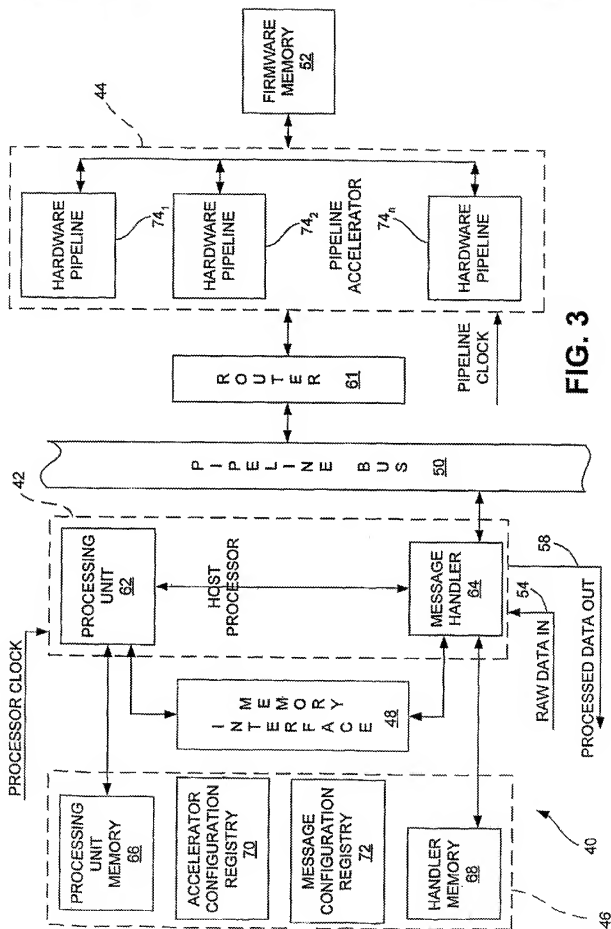 PROCESSOR CLOCK
42
PROCESSING
UNIT
62
HOST
PROCESSOR
MESSAGE
HANDLER
64
PROCESSING
UNIT MEMORY
66
ACCELERATOR
CONFIGURATION
REGISTRY
70
MESSAGE
CONFIGURATION
REGISTRY
72
HANDLER
MEMORY
68
46
40
MEMORY
INTERFACE
48
RAW DATA IN
54
58
PROCESSED DATA OUT
PIPELINE BUS
50
ROUTER
61
44
HARDWARE
PIPELINE
74₁
HARDWARE
PIPELINE
74₂
PIPELINE
ACCELERATOR
HARDWARE
PIPELINE
74ₙ
PIPELINE
CLOCK
FIRMWARE
MEMORY
52
FIG. 3